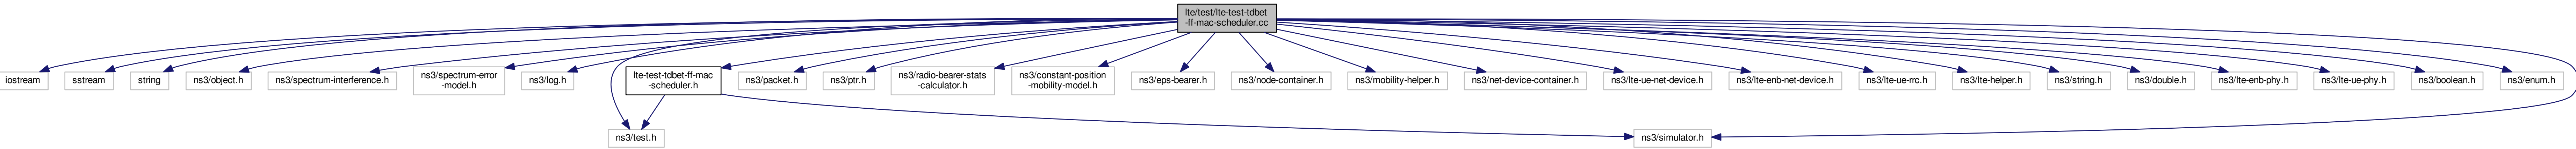 lte/test/lte-test-tdbet
-ff-mac-scheduler.cc
iostream
sstream
string
ns3/object.h
ns3/spectrum-interference.h
ns3/spectrum-error
-model.h
ns3/log.h
lte-test-tdbet-ff-mac
-scheduler.h
ns3/packet.h
ns3/ptr.h
ns3/radio-bearer-stats
-calculator.h
ns3/constant-position
-mobility-model.h
ns3/eps-bearer.h
ns3/node-container.h
ns3/mobility-helper.h
ns3/net-device-container.h
ns3/lte-ue-net-device.h
ns3/lte-enb-net-device.h
ns3/lte-ue-rrc.h
ns3/lte-helper.h
ns3/string.h
ns3/double.h
ns3/lte-enb-phy.h
ns3/lte-ue-phy.h
ns3/boolean.h
ns3/enum.h
ns3/test.h
ns3/simulator.h